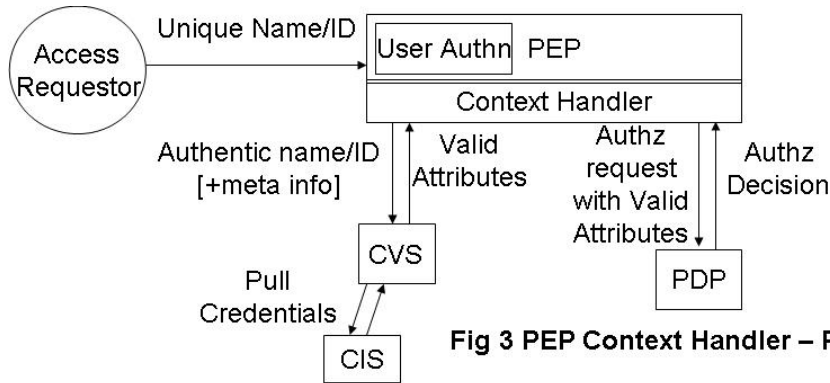 Unique Name/ID
Access
Requestor
User Authn
PEP
Context Handler
Authentic name/ID
[+meta info]
Valid
Attributes
Authz
request
with Valid
Attributes
Authz
Decision
CVS
PDP
Pull
Credentials
CIS
Fig 3 PEP Context Handler – P